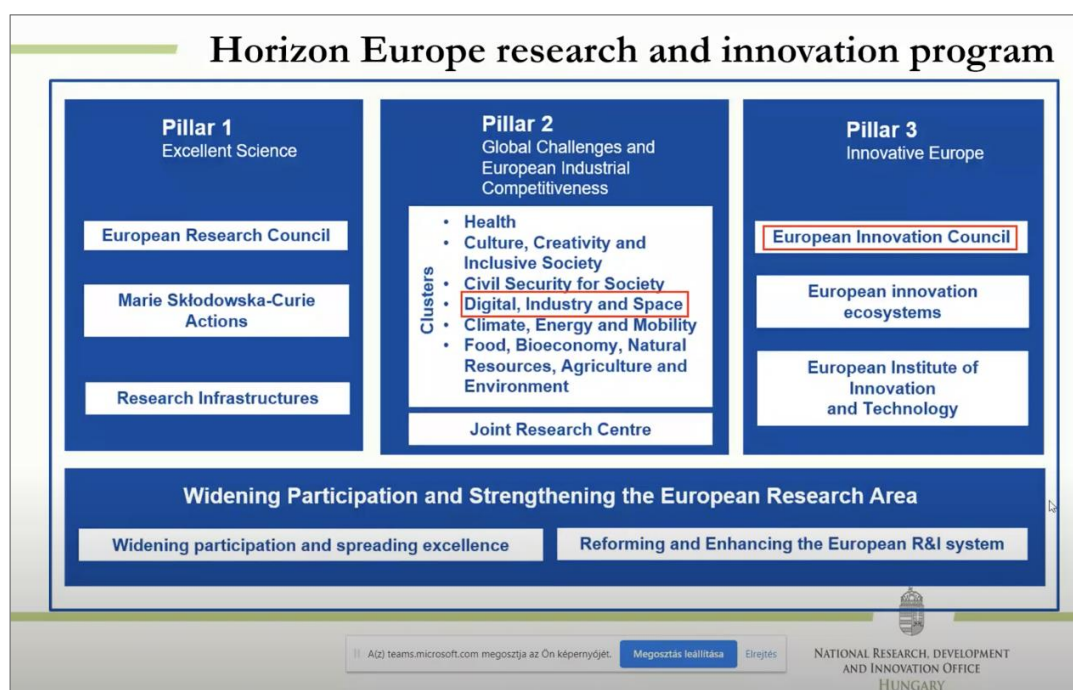 Horizon Europe research and innovation program
Pillar 1
Excellent Science
European Research Council
Marie Skłodowska-Curie
Actions
Research Infrastructures
Pillar 2
Global Challenges and
European Industrial
Competitiveness
Clusters
• Health
• Culture, Creativity and
Inclusive Society
• Civil Security for Society
• Digital, Industry and Space
• Climate, Energy and Mobility
• Food, Bioeconomy, Natural
Resources, Agriculture and
Environment
Joint Research Centre
Pillar 3
Innovative Europe
European Innovation Council
European innovation
ecosystems
European Institute of
Innovation
and Technology
Widening Participation and Strengthening the European Research Area
Widening participation and spreading excellence
Reforming and Enhancing the European R&I system
A(z) teams.microsoft.com megosztja az Ön képernyőjét.
Megosztás leállítása
Elrejtés
National Research, Development
and Innovation Office
Hungary